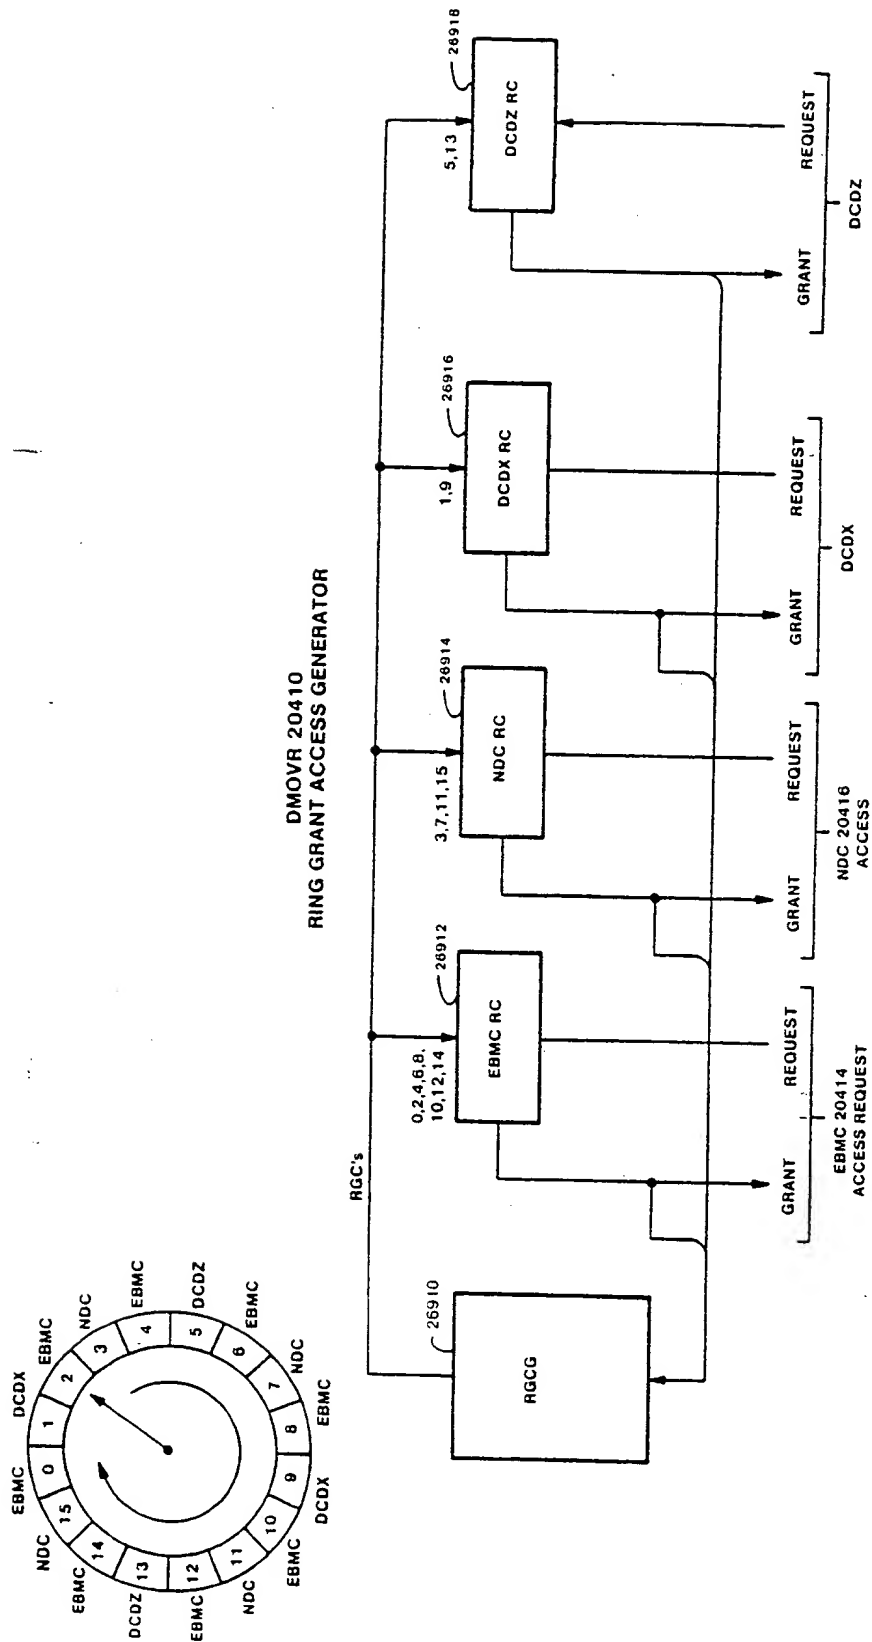 DMOVR 20410
RING GRANT ACCESS GENERATOR
EBMC
DCDX
EBMC
NDC
EBMC
DCDZ
EBMC
NDC
EBMC
DCDX
EBMC
NDC
EBMC
DCDZ
EBMC
NDC
0
1
2
3
4
5
6
7
8
9
10
11
12
13
14
15
RGC's
26910
RGCG
0,2,4,6,8,
10,12,14
26912
EBMC RC
3,7,11,15
26914
NDC RC
1,9
26916
DCDX RC
5,13
26918
DCDZ RC
GRANT
REQUEST
EBMC 20414
ACCESS REQUEST
GRANT
REQUEST
NDC 20416
ACCESS
GRANT
REQUEST
DCDX
GRANT
REQUEST
DCDZ